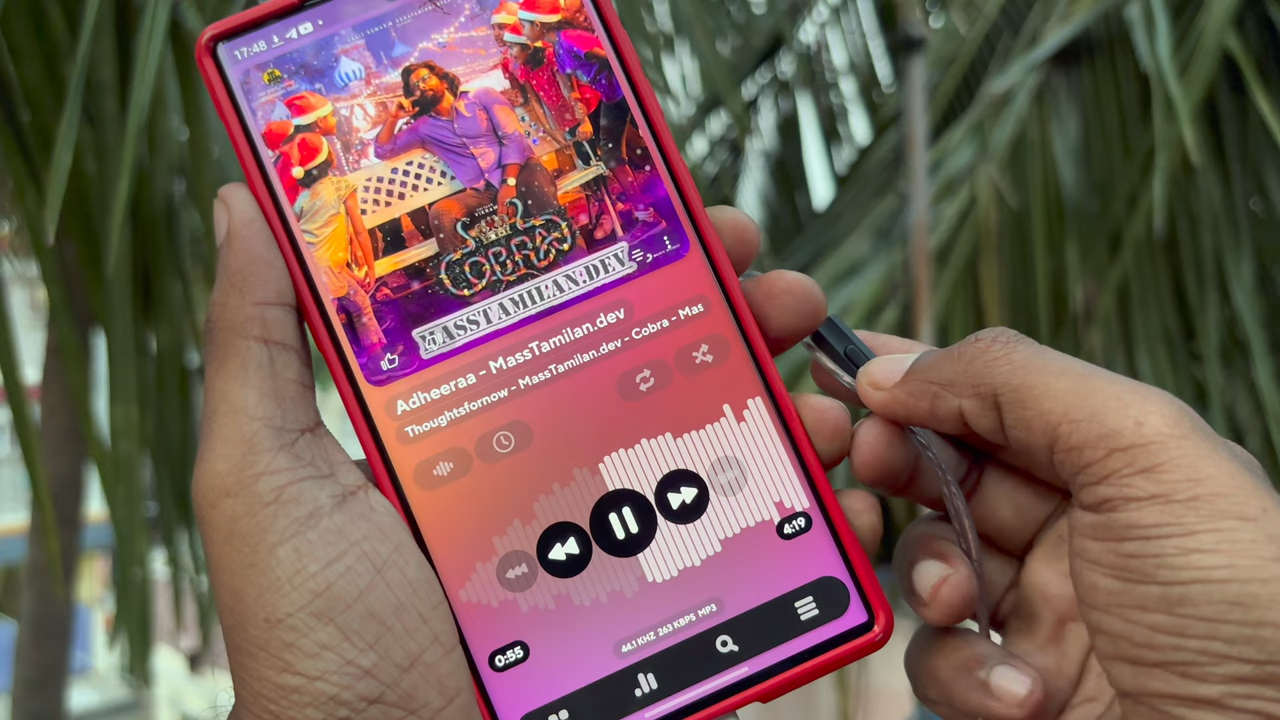 17:48
COBRA
MASSTAMILAN.DEV
Adheeraa - MassTamilan.dev
Thoughtsfornow - MassTamilan.dev - Cobra - Mas
4:19
0:55
44.1 KHZ 263 KBPS MP3